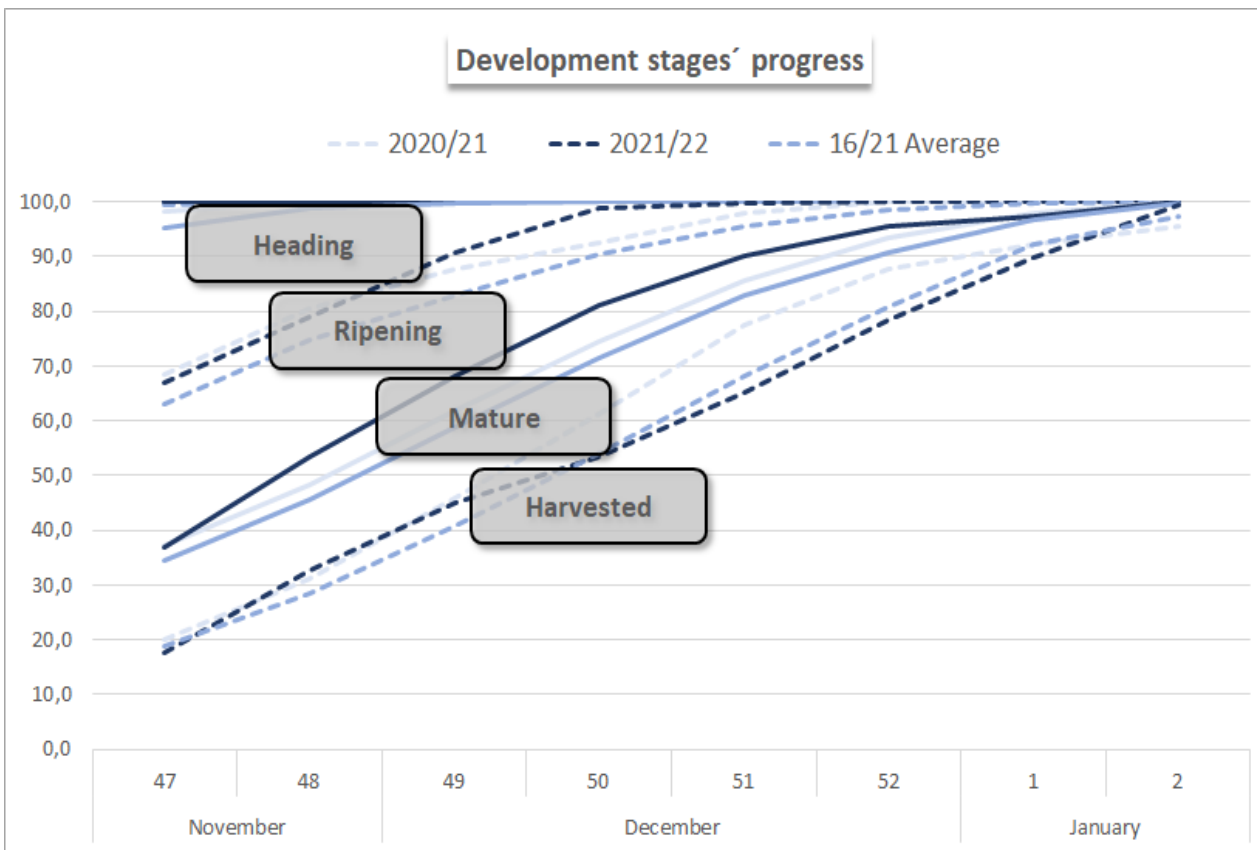 Development stages´ progress
2020/21 2021/22 16/21 Average
100,0
90,0
80,0
70,0
60,0
50,0
40,0
30,0
20,0
10,0
0,0
Heading
Ripening
Mature
Harvested
47 48 49 50 51 52 1 2
November December January